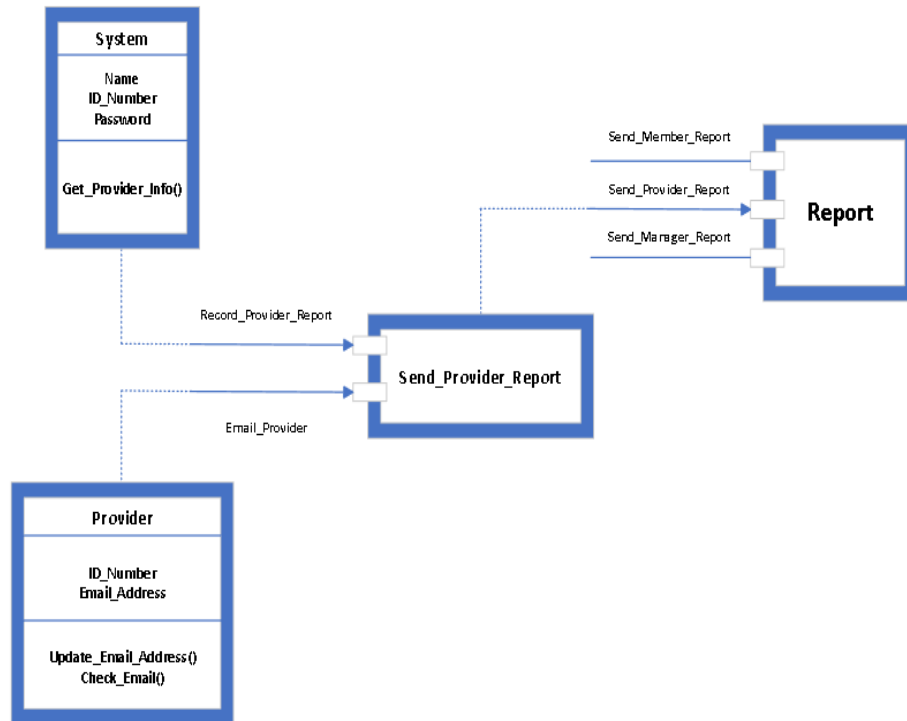 System
Name
ID_Number
Password
Get_Provider_Info()
Send_Member_Report
Send_Provider_Report
Send_Manager_Report
Report
Record_Provider_Report
Send_Provider_Report
Email_Provider
Provider
ID_Number
Email_Address
Update_Email_Address()
Check_Email()